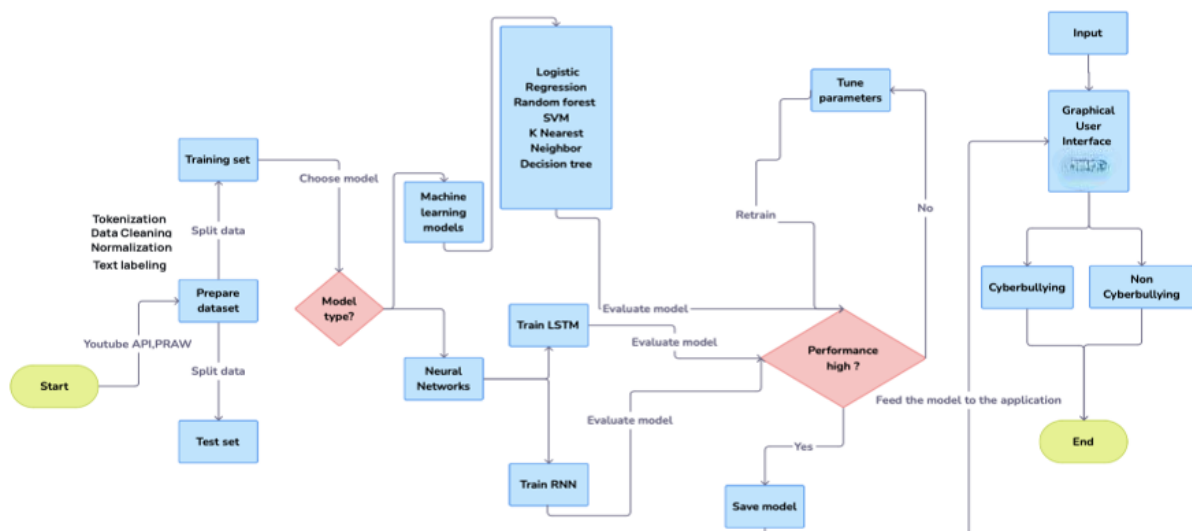 Input
Logistic
Regression
Random forest
SVM
K Nearest
Neighbor
Decision tree
Tune
parameters
Graphical
User
Interface
Training set
Choose model
Machine
learning
models
Retrain
No
Tokenization
Data Cleaning
Normalization
Text labeling
Split data
Prepare
dataset
Model
type?
Cyberbullying
Non
Cyberbullying
Evaluate model
Train LSTM
Evaluate model
Youtube API,PRAW
Performance
high ?
Start
Split data
Neural
Networks
Feed the model to the application
Evaluate model
Test set
Yes
End
Train RNN
Save model